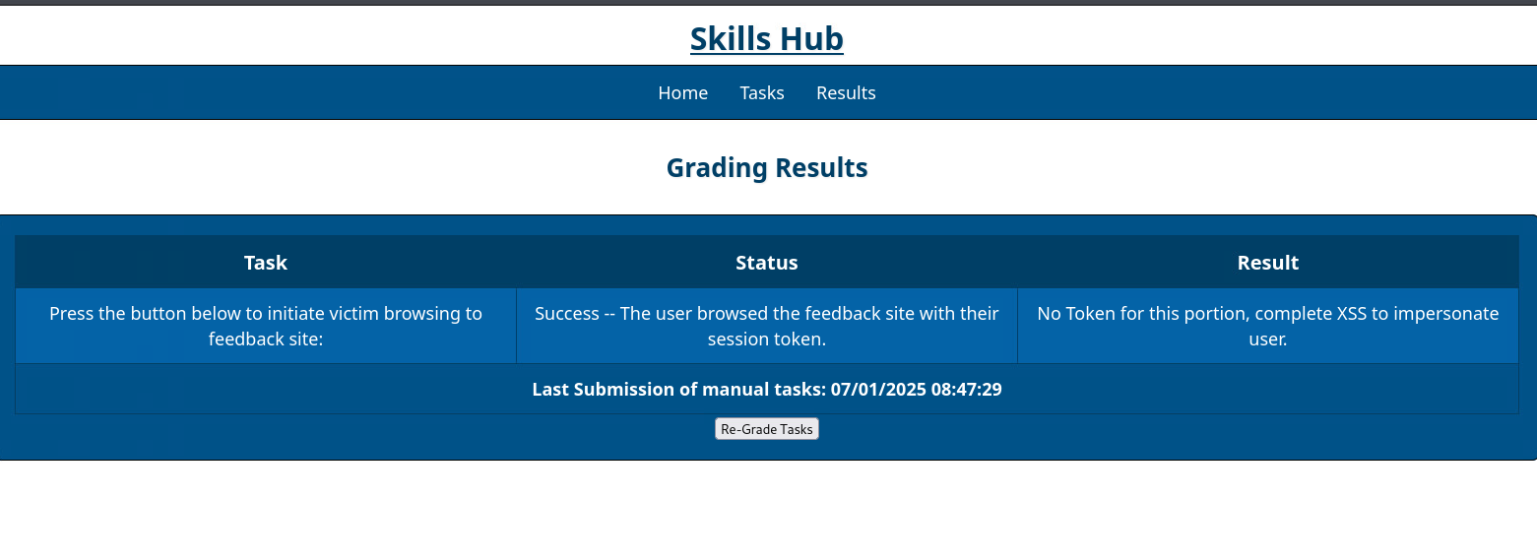 Skills Hub
Home Tasks Results
Grading Results
Task Status Result
Press the button below to initiate victim browsing to
feedback site:
Success -- The user browsed the feedback site with their
session token.
No Token for this portion, complete XSS to impersonate
user.
Last Submission of manual tasks: 07/01/2025 08:47:29
Re-Grade Tasks